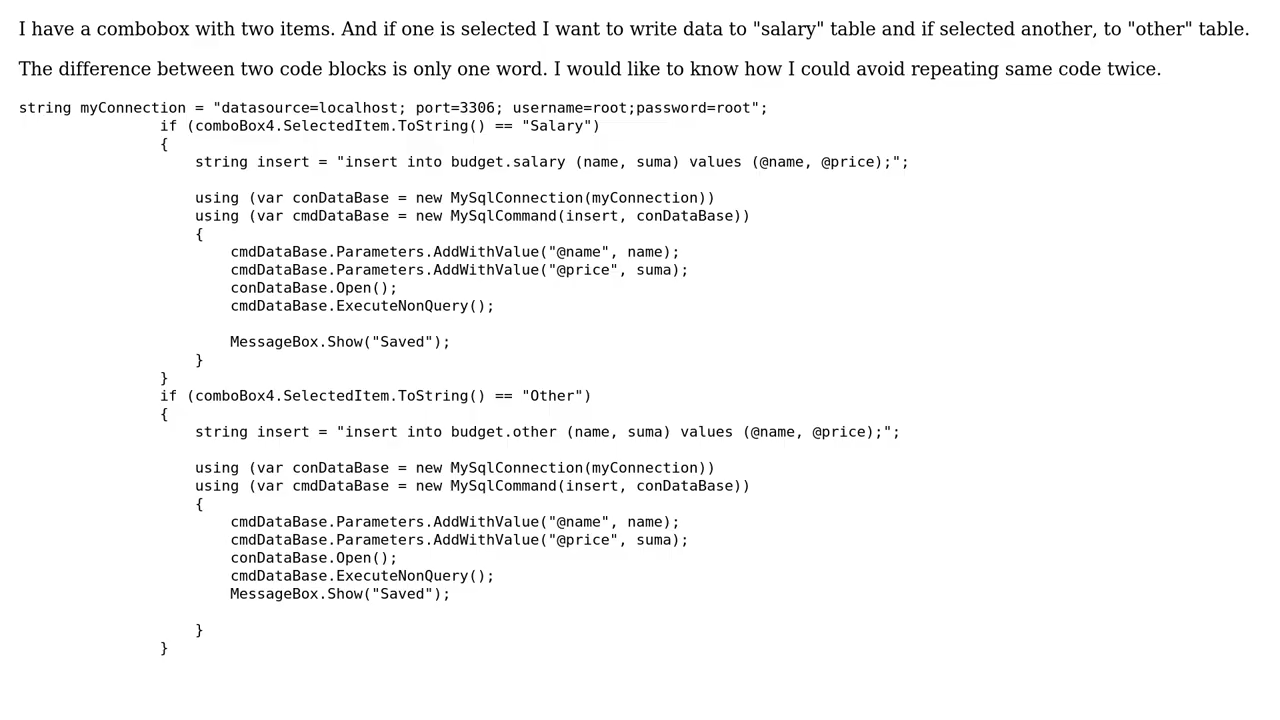 I have a combobox with two items. And if one is selected I want to write data to "salary" table and if selected another, to "other" table.
The difference between two code blocks is only one word. I would like to know how I could avoid repeating same code twice.
string myConnection = "datasource=localhost; port=3306; username=root;password=root";
                if (comboBox4.SelectedItem.ToString() == "Salary")
                {
                    string insert = "insert into budget.salary (name, suma) values (@name, @price);";

                    using (var conDataBase = new MySqlConnection(myConnection))
                    using (var cmdDataBase = new MySqlCommand(insert, conDataBase))
                    {
                        cmdDataBase.Parameters.AddWithValue("@name", name);
                        cmdDataBase.Parameters.AddWithValue("@price", suma);
                        conDataBase.Open();
                        cmdDataBase.ExecuteNonQuery();

                        MessageBox.Show("Saved");
                    }
                }
                if (comboBox4.SelectedItem.ToString() == "Other")
                {
                    string insert = "insert into budget.other (name, suma) values (@name, @price);";

                    using (var conDataBase = new MySqlConnection(myConnection))
                    using (var cmdDataBase = new MySqlCommand(insert, conDataBase))
                    {
                        cmdDataBase.Parameters.AddWithValue("@name", name);
                        cmdDataBase.Parameters.AddWithValue("@price", suma);
                        conDataBase.Open();
                        cmdDataBase.ExecuteNonQuery();
                        MessageBox.Show("Saved");

                    }
                }